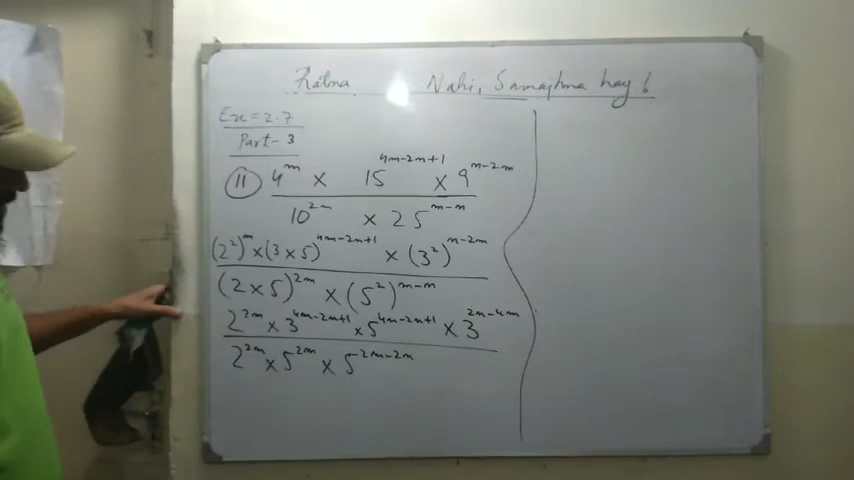 Ratna Nahi, Samajhna hay !
Ex = 2.7
Part - 3
(11) 4^m × 15^{4m-2n+1} × 9^{n-2m}
10^{2m} × 25^{m-n}
(2^2)^m × (3 × 5)^{4m-2n+1} × (3^2)^{n-2m}
(2 × 5)^{2m} × (5^2)^{m-n}
2^{2m} × 3^{4m-2n+1} × 5^{4m-2n+1} × 3^{2n-4m}
2^{2m} × 5^{2m} × 5^{2m-2n}